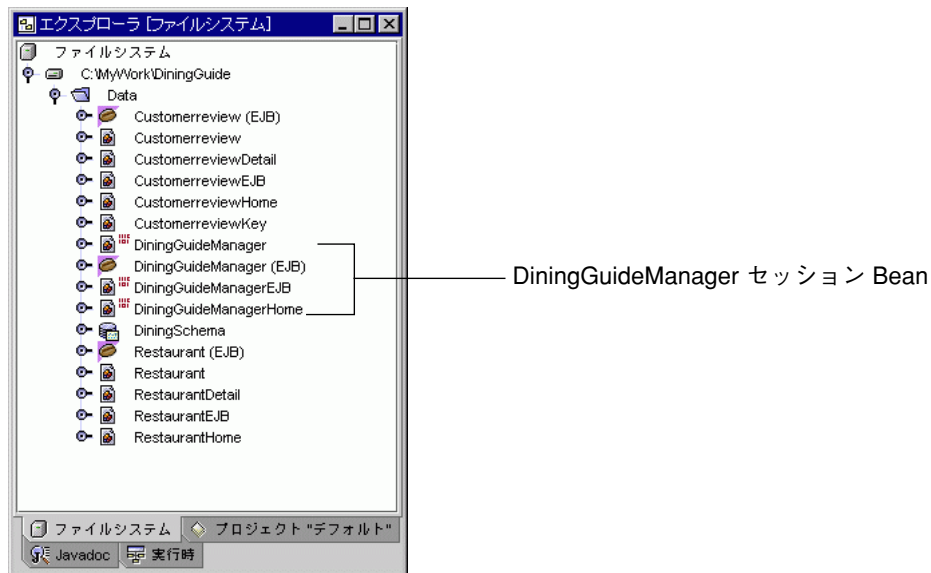 エクスプローラ [ファイルシステム]
ファイルシステム
C:\MyWork\DiningGuide
Data
Customerreview (EJB)
Customerreview
CustomerreviewDetail
CustomerreviewEJB
CustomerreviewHome
CustomerreviewKey
DiningGuideManager
DiningGuideManager (EJB)
DiningGuideManagerEJB
DiningGuideManagerHome
DiningSchema
Restaurant (EJB)
Restaurant
RestaurantDetail
RestaurantEJB
RestaurantHome
DiningGuideManager セッション Bean
ファイルシステム
プロジェクト "デフォルト"
Javadoc
実行時